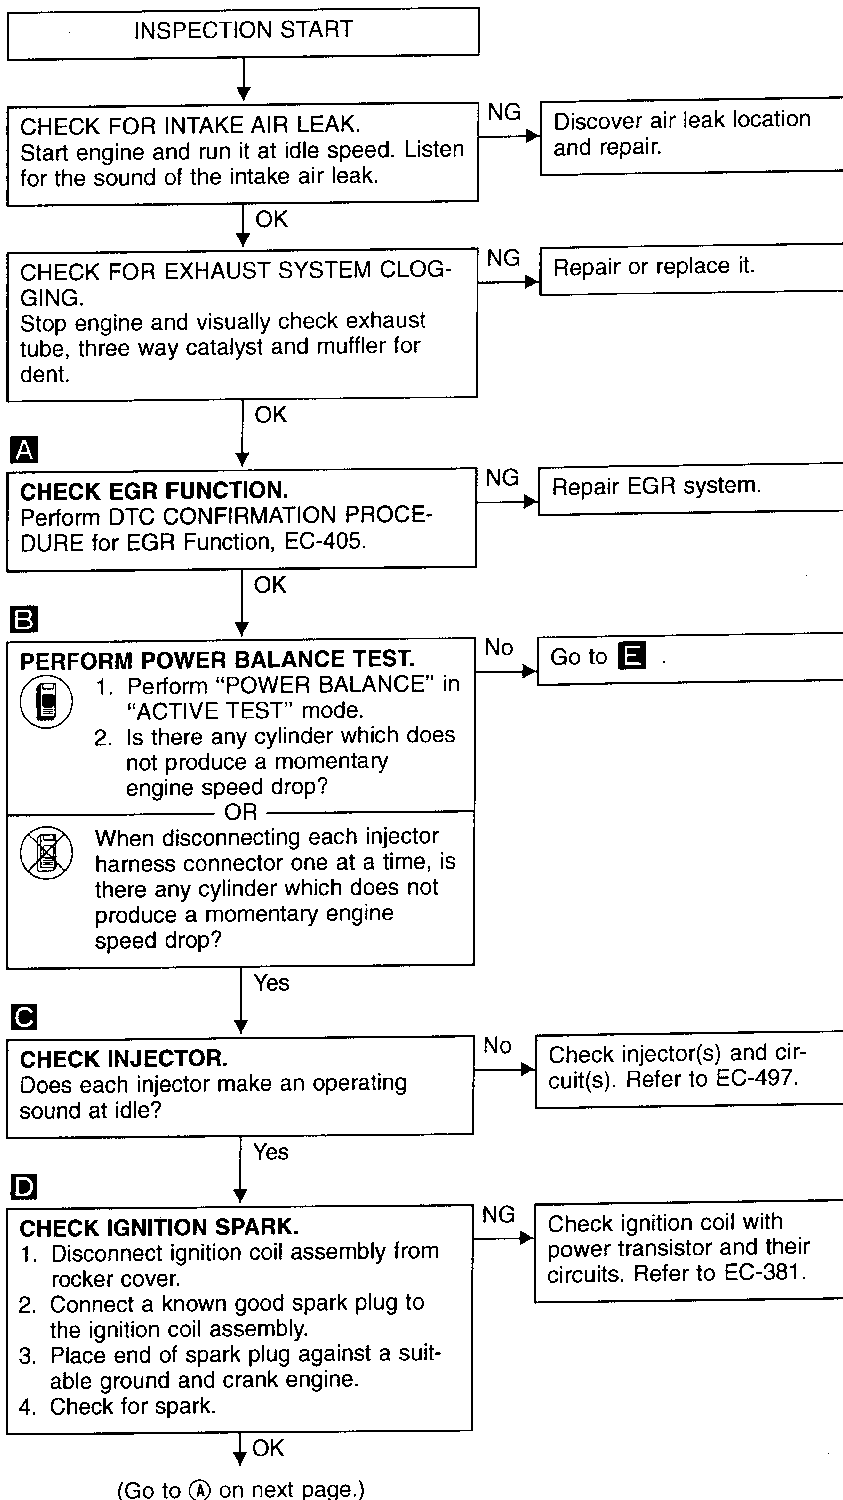 INSPECTION START
CHECK FOR INTAKE AIR LEAK.
Start engine and run it at idle speed. Listen
for the sound of the intake air leak.
NG
Discover air leak location
and repair.
OK
CHECK FOR EXHAUST SYSTEM CLOG-
GING.
Stop engine and visually check exhaust
tube, three way catalyst and muffler for
dent.
NG
Repair or replace it.
OK
A
CHECK EGR FUNCTION.
Perform DTC CONFIRMATION PROCE-
DURE for EGR Function, EC-405.
NG
Repair EGR system.
OK
B
PERFORM POWER BALANCE TEST.
1. Perform “POWER BALANCE” in
“ACTIVE TEST” mode.
2. Is there any cylinder which does
not produce a momentary
engine speed drop?
OR
When disconnecting each injector
harness connector one at a time, is
there any cylinder which does not
produce a momentary engine
speed drop?
No
Go to E .
Yes
C
CHECK INJECTOR.
Does each injector make an operating
sound at idle?
No
Check injector(s) and cir-
cuit(s). Refer to EC-497.
Yes
D
CHECK IGNITION SPARK.
1. Disconnect ignition coil assembly from
rocker cover.
2. Connect a known good spark plug to
the ignition coil assembly.
3. Place end of spark plug against a suit-
able ground and crank engine.
4. Check for spark.
NG
Check ignition coil with
power transistor and their
circuits. Refer to EC-381.
OK
(Go to Ⓐ on next page.)